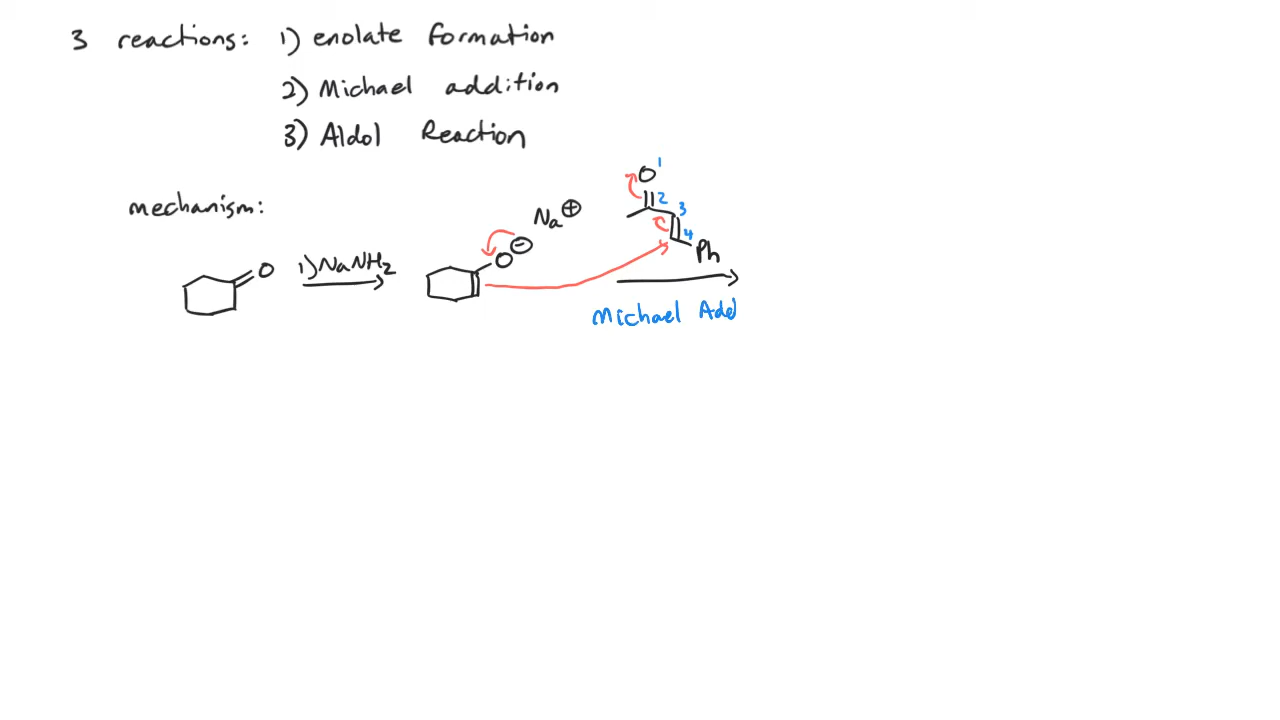 3 reactions: 1) enolate formation
2) Michael addition
3) Aldol Reaction
mechanism:
O 1) NaNH2
O ⊖ Na ⊕
O 1
2
3
4
Ph
Michael Add